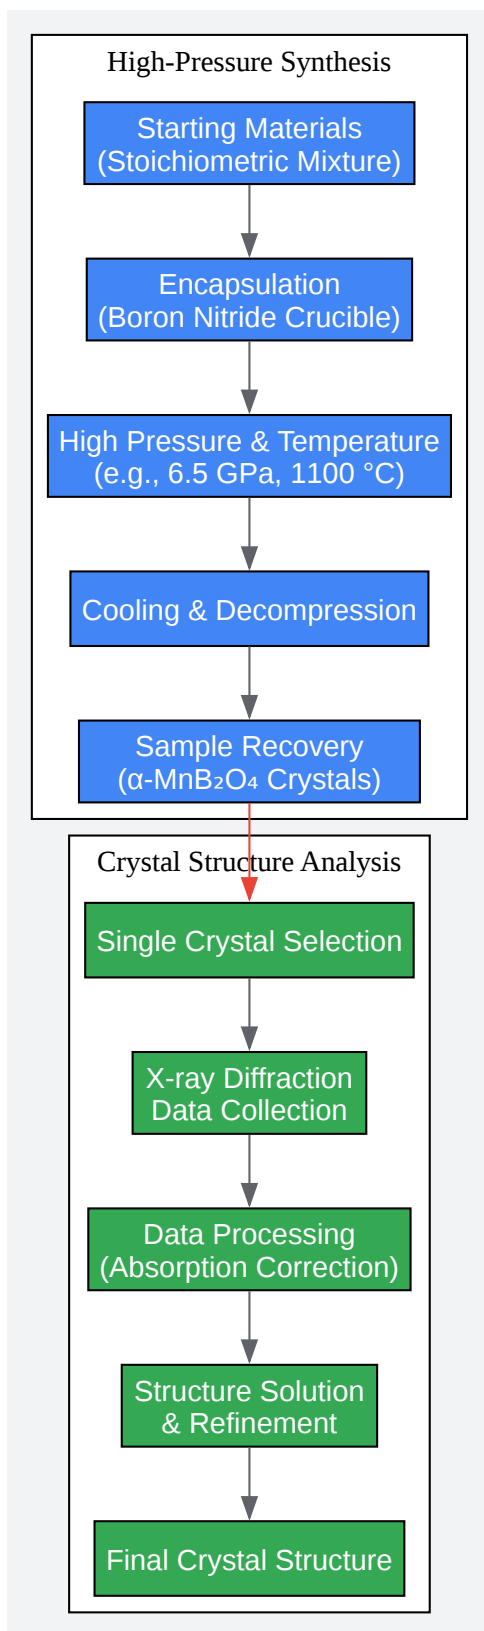 High-Pressure Synthesis
Starting Materials
(Stoichiometric Mixture)
Encapsulation
(Boron Nitride Crucible)
High Pressure & Temperature
(e.g., 6.5 GPa, 1100 °C)
Cooling & Decompression
Sample Recovery
(α-MnB₂O₄ Crystals)
Crystal Structure Analysis
Single Crystal Selection
X-ray Diffraction
Data Collection
Data Processing
(Absorption Correction)
Structure Solution
& Refinement
Final Crystal Structure